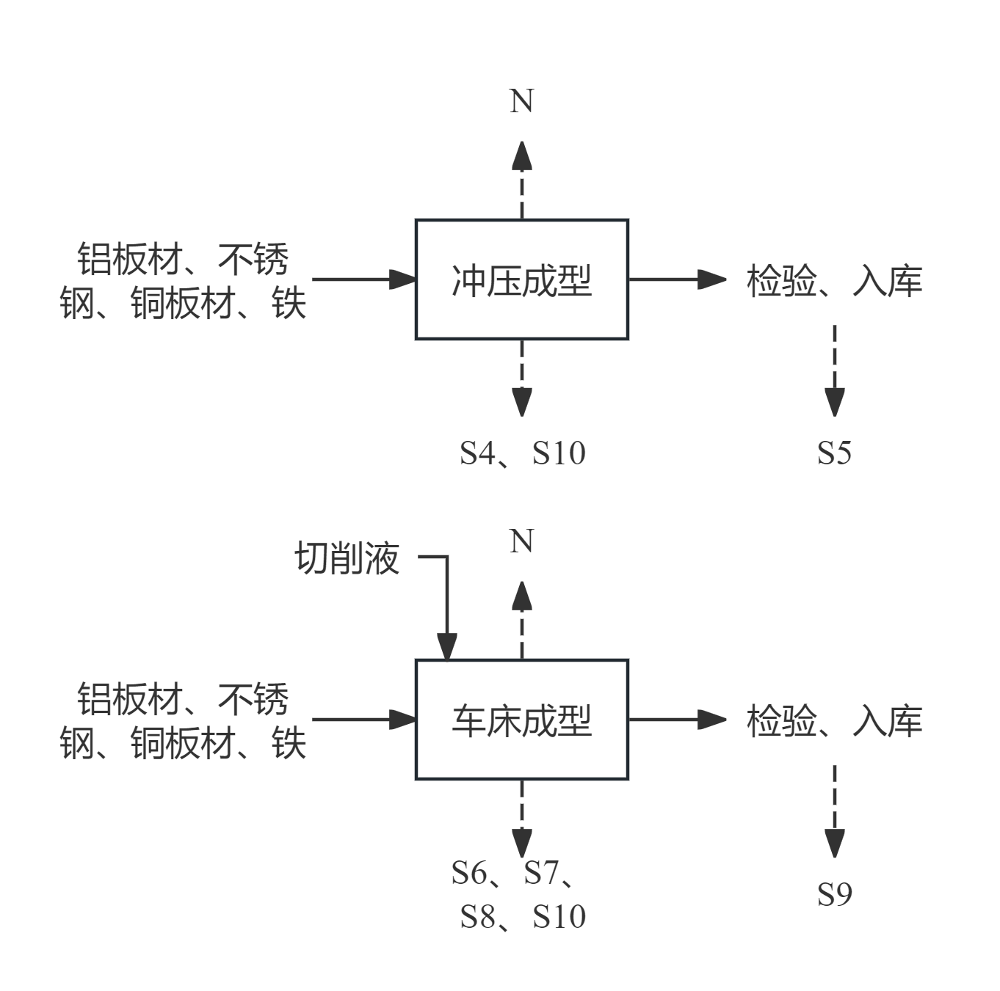 N
铝板材、不锈
钢、铜板材、铁
冲压成型
检验、入库
S4、S10
S5
切削液
N
铝板材、不锈
钢、铜板材、铁
车床成型
检验、入库
S6、S7、
S8、S10
S9